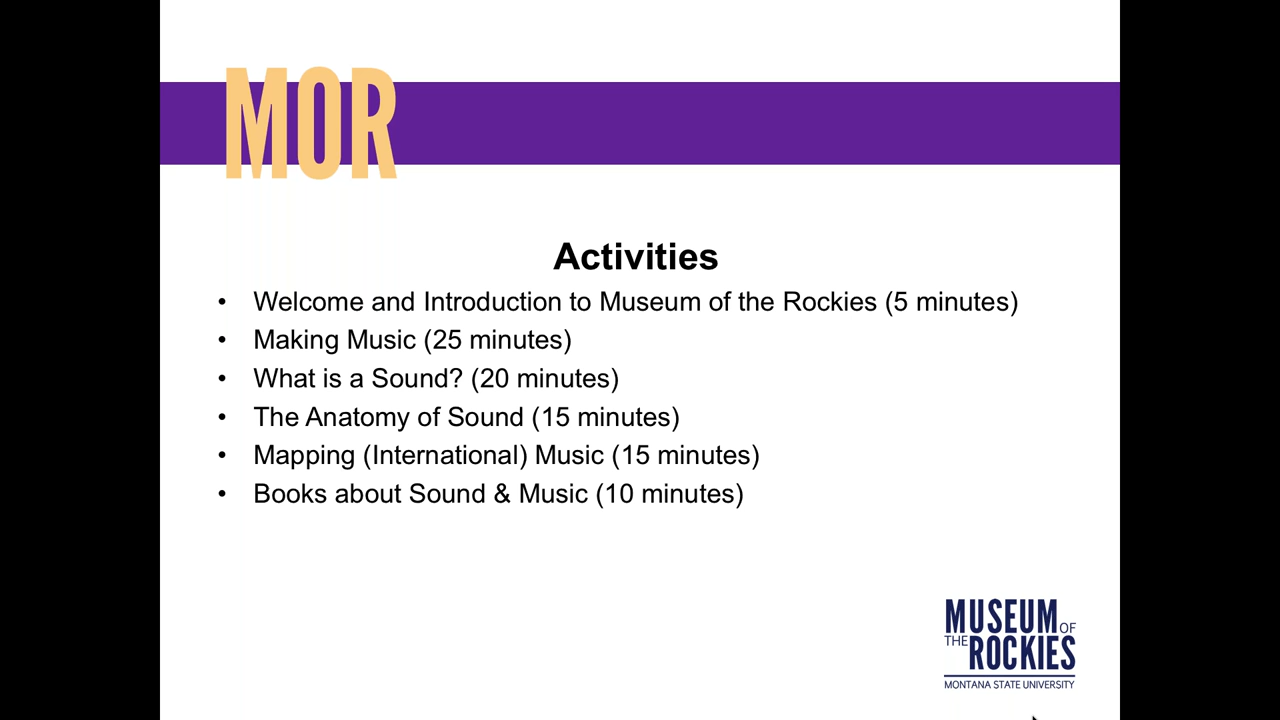 MOR
Activities
• Welcome and Introduction to Museum of the Rockies (5 minutes)
• Making Music (25 minutes)
• What is a Sound? (20 minutes)
• The Anatomy of Sound (15 minutes)
• Mapping (International) Music (15 minutes)
• Books about Sound & Music (10 minutes)
MUSEUM OF
THE ROCKIES
MONTANA STATE UNIVERSITY